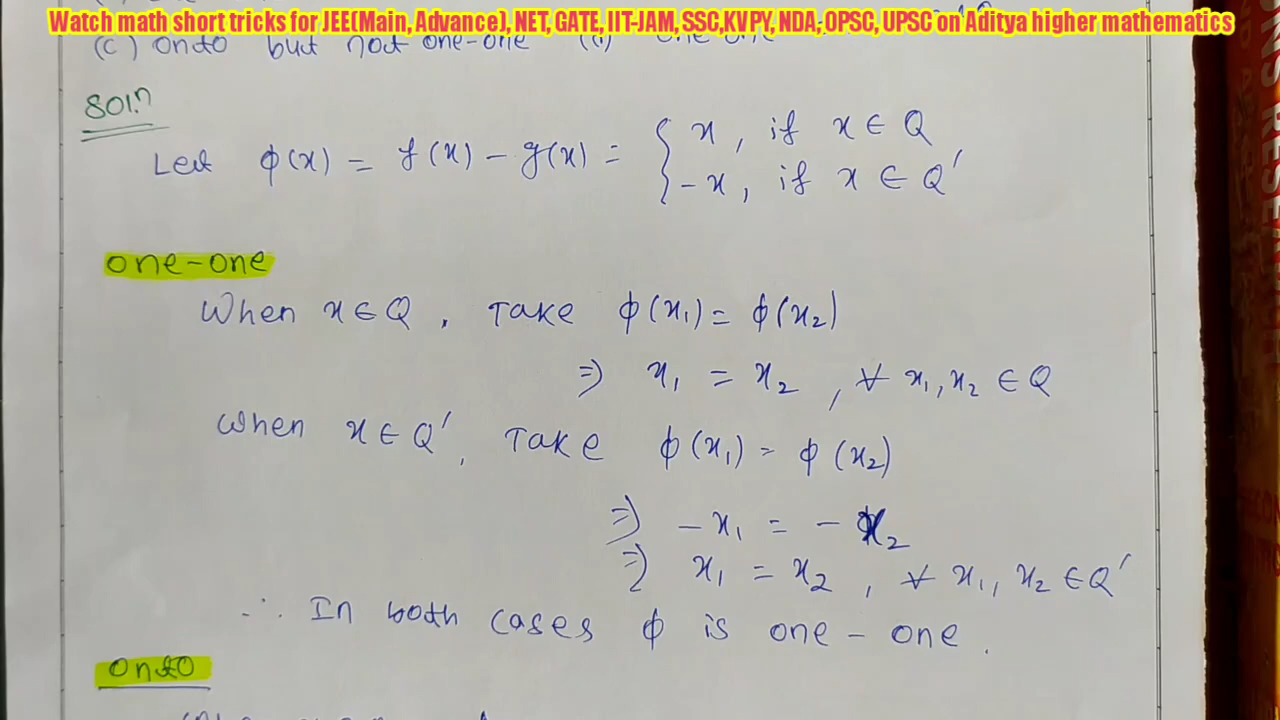 Watch math short tricks for JEE(Main, Advance), NET, GATE, IIT-JAM, SSC,KVPY, NDA, OPSC, UPSC on Aditya higher mathematics
(c) onto but not one-one
Soln
Let ϕ(x) = f(x) - g(x) = { x, if x ∈ Q
-x, if x ∈ Q′
one-one
When x ∈ Q, Take ϕ(x₁) = ϕ(x₂)
⇒ x₁ = x₂, ∀ x₁, x₂ ∈ Q
When x ∈ Q′, Take ϕ(x₁) = ϕ(x₂)
⇒ -x₁ = -x₂
⇒ x₁ = x₂, ∀ x₁, x₂ ∈ Q′
∴ In both cases ϕ is one-one.
onto